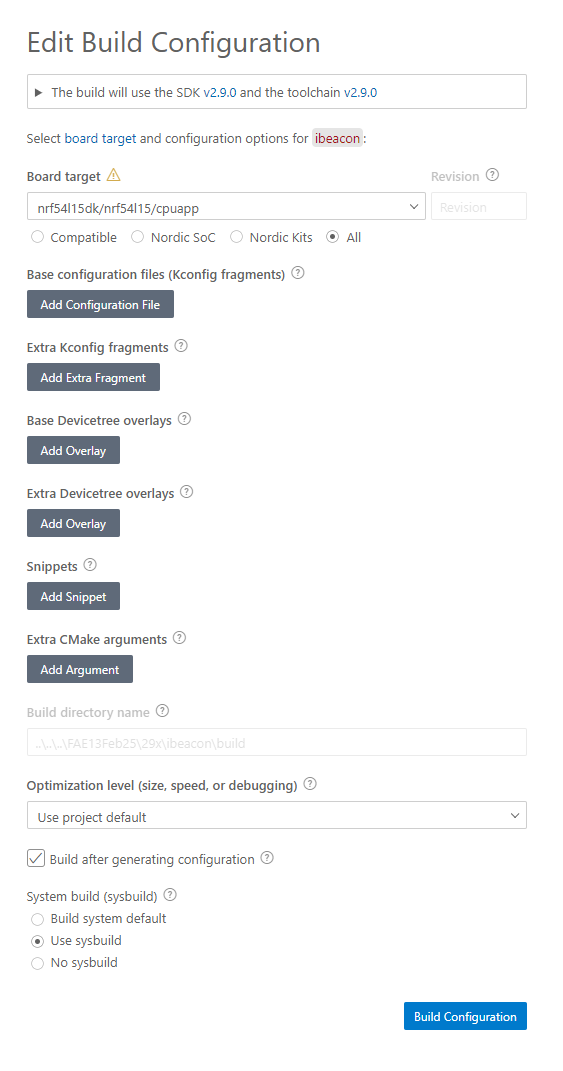 Edit Build Configuration
The build will use the SDK v2.9.0 and the toolchain v2.9.0
Select board target and configuration options for ibeacon:
Board target
Revision
nrf54l15dk/nrf54l15/cpuapp
Revision
Compatible Nordic SoC Nordic Kits All
Base configuration files (Kconfig fragments)
Add Configuration File
Extra Kconfig fragments
Add Extra Fragment
Base Devicetree overlays
Add Overlay
Extra Devicetree overlays
Add Overlay
Snippets
Add Snippet
Extra CMake arguments
Add Argument
Build directory name
..\..\..\FAE13Feb25\29x\ibeacon\build
Optimization level (size, speed, or debugging)
Use project default
Build after generating configuration
System build (sysbuild)
Build system default
Use sysbuild
No sysbuild
Build Configuration